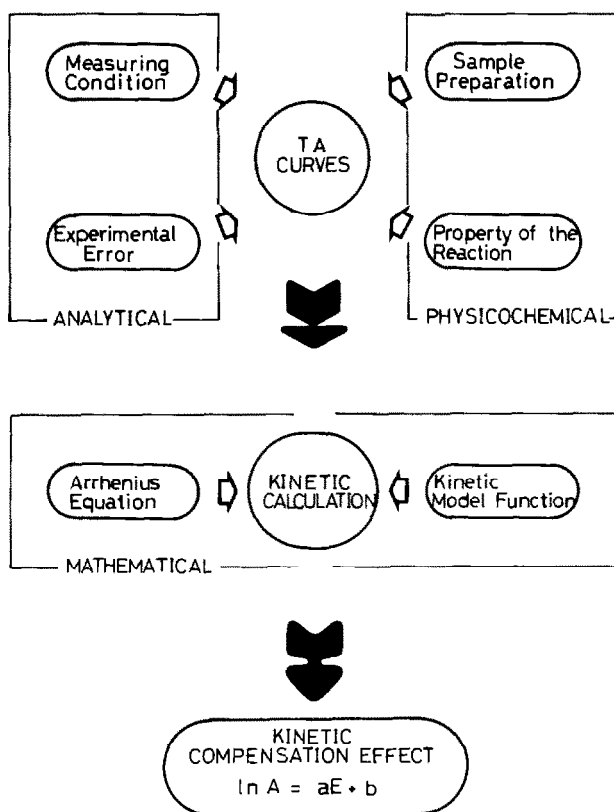 Measuring
Condition
Sample
Preparation
TA
CURVES
Experimental
Error
Property of the
Reaction
ANALYTICAL
PHYSICOCHEMICAL
Arrhenius
Equation
KINETIC
CALCULATION
Kinetic
Model Function
MATHEMATICAL
KINETIC
COMPENSATION EFFECT
ln A = aE + b